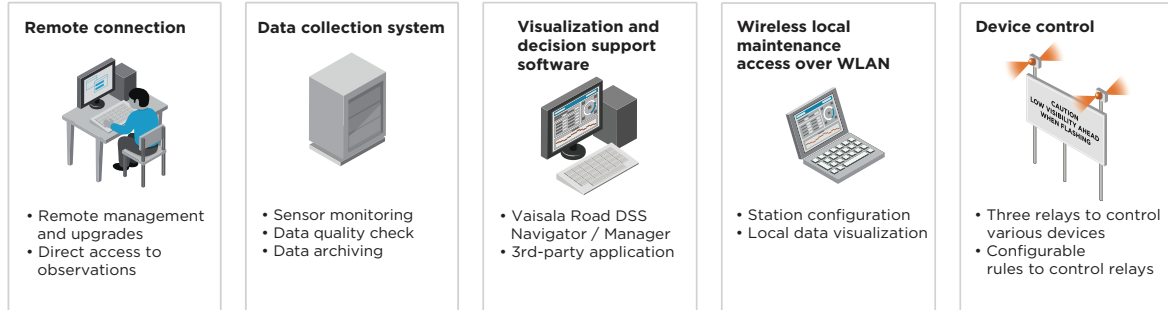 Remote connection
• Remote management
and upgrades
• Direct access to
observations
Data collection system
• Sensor monitoring
• Data quality check
• Data archiving
Visualization and
decision support
software
• Vaisala Road DSS
Navigator / Manager
• 3rd-party application
Wireless local
maintenance
access over WLAN
• Station configuration
• Local data visualization
Device control
CAUTION
LOW VISIBILITY AHEAD
WHEN FLASHING
• Three relays to control
various devices
• Configurable
rules to control relays